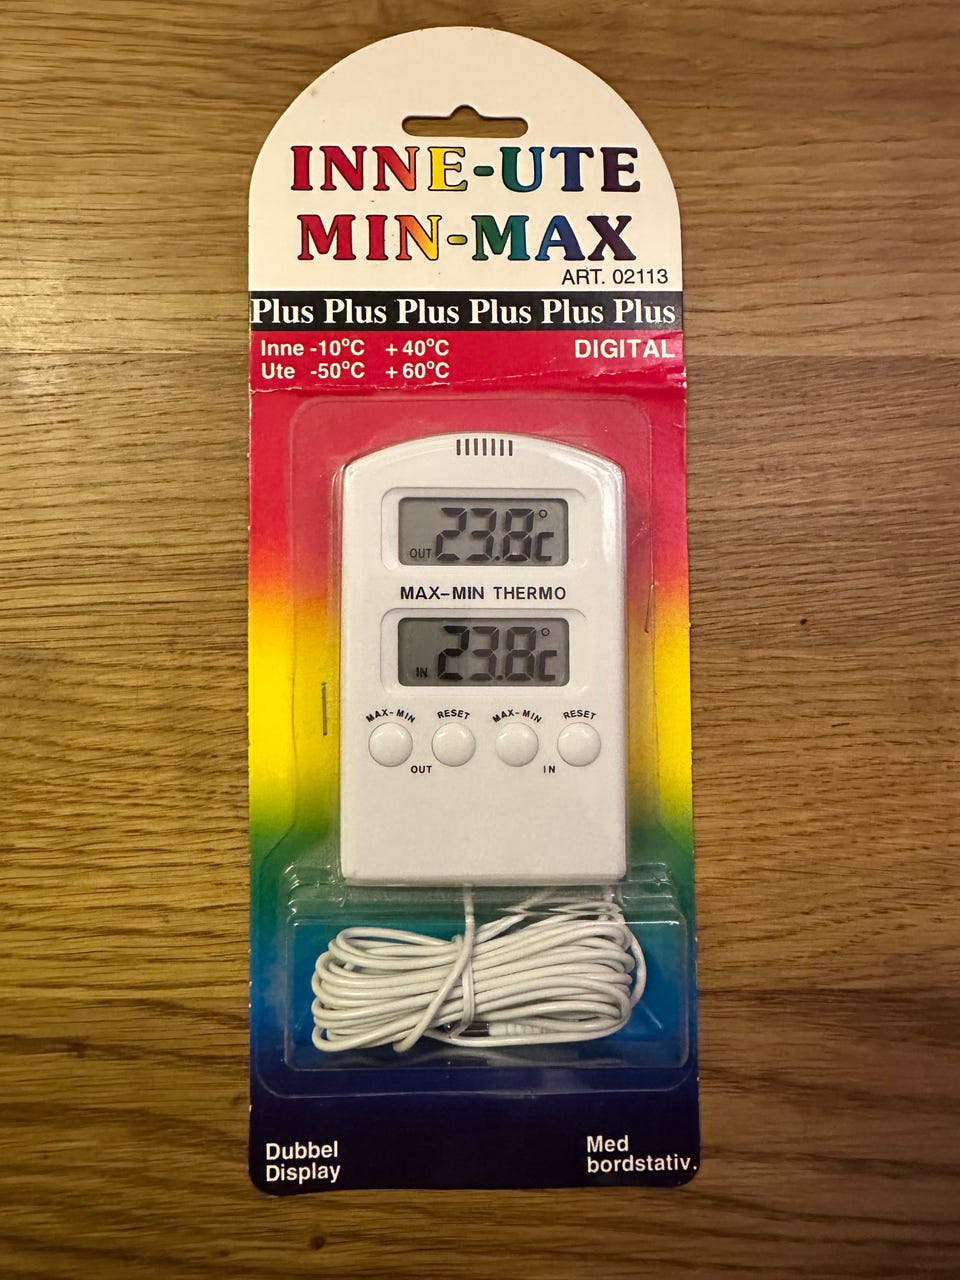 INNE-UTE
MIN-MAX
ART. 02113
Plus Plus Plus Plus Plus Plus
Inne -10°C + 40°C
Ute -50°C + 60°C
DIGITAL
OUT 23.8°C
MAX-MIN THERMO
IN 23.8°C
MAX-MIN RESET MAX-MIN RESET
OUT IN
Dubbel
Display
Med
bordstativ.